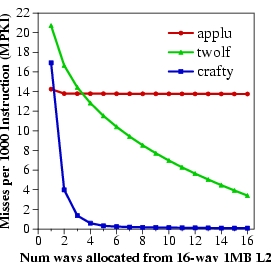 22
20
18
16
14
12
10
8
6
4
2
0
Misses per 1000 Instruction (MPKI)
applu
twolf
crafty
0 2 4 6 8 10 12 14 16
Num ways allocated from 16-way 1MB L2